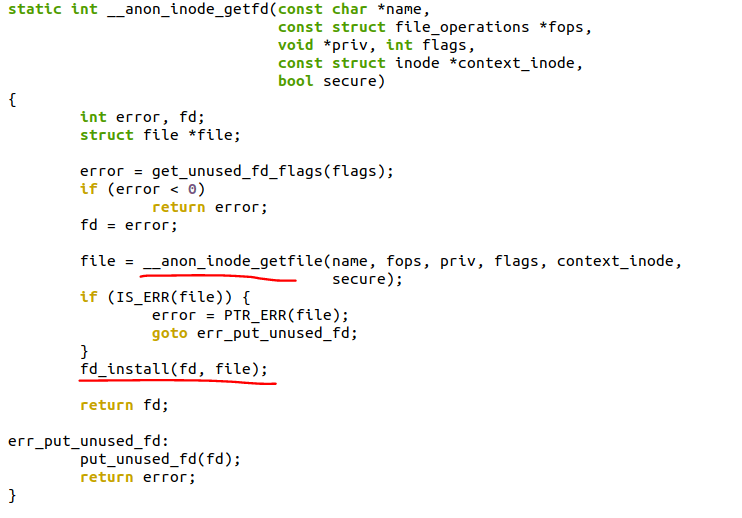 static int __anon_inode_getfd(const char *name,
                              const struct file_operations *fops,
                              void *priv, int flags,
                              const struct inode *context_inode,
                              bool secure)
{
        int error, fd;
        struct file *file;

        error = get_unused_fd_flags(flags);
        if (error < 0)
                return error;
        fd = error;

        file = __anon_inode_getfile(name, fops, priv, flags, context_inode,
                                    secure);
        if (IS_ERR(file)) {
                error = PTR_ERR(file);
                goto err_put_unused_fd;
        }
        fd_install(fd, file);

        return fd;

err_put_unused_fd:
        put_unused_fd(fd);
        return error;
}